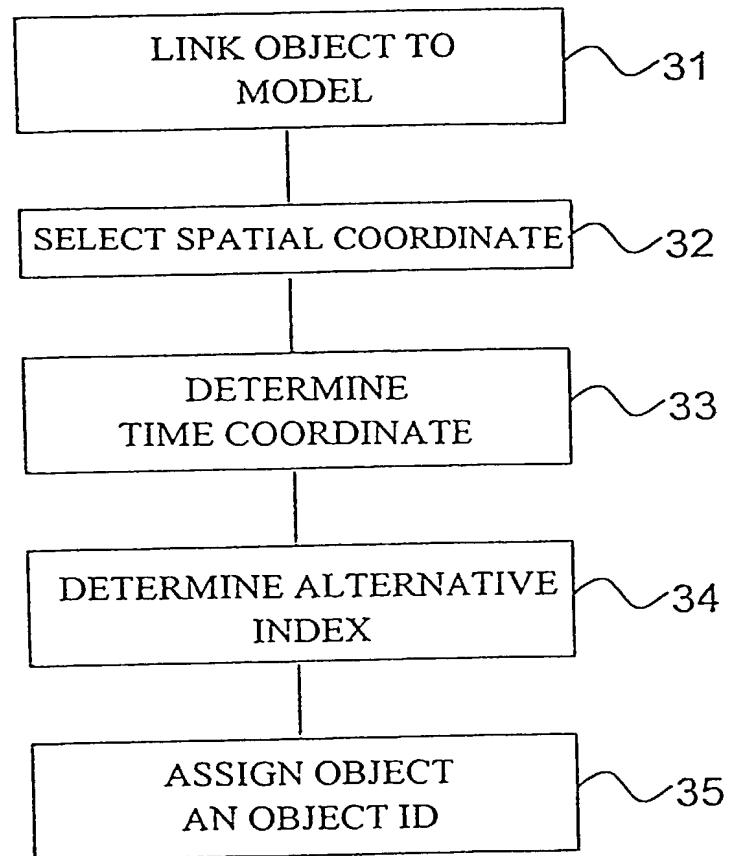 LINK OBJECT TO
MODEL
31
SELECT SPATIAL COORDINATE
32
DETERMINE
TIME COORDINATE
33
DETERMINE ALTERNATIVE
INDEX
34
ASSIGN OBJECT
AN OBJECT ID
35